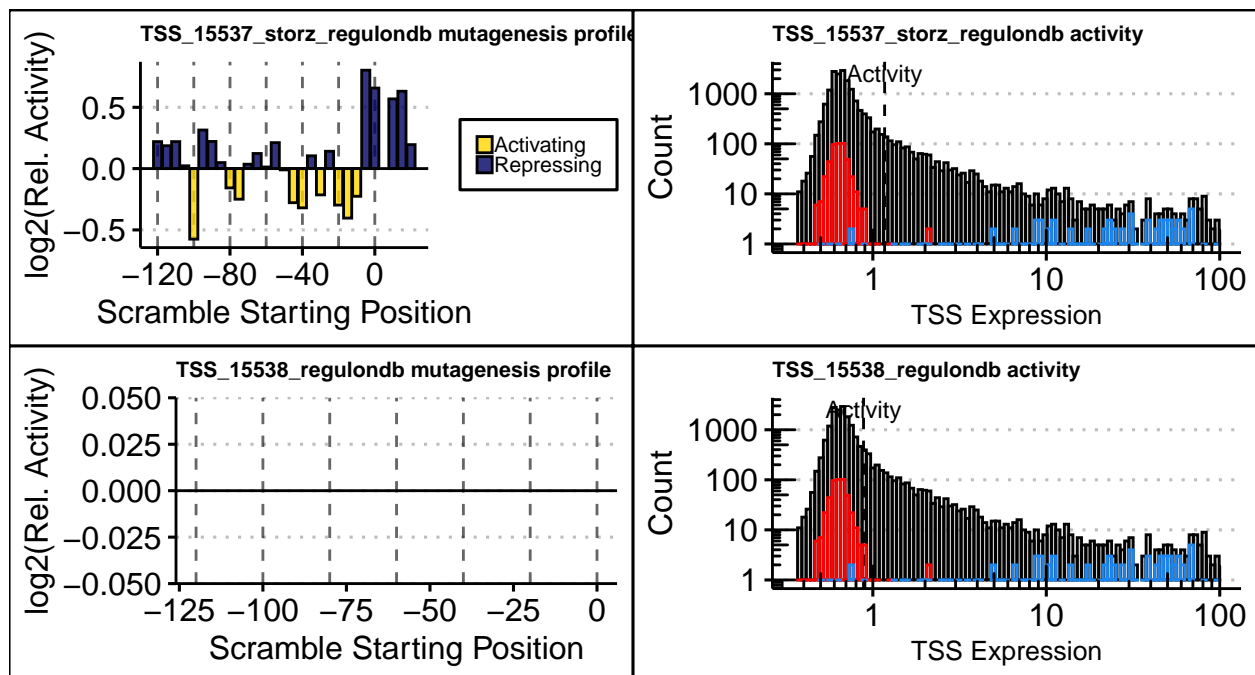 TSS_15537_storz_regulondb mutagenesis profile
log2(Rel. Activity)
0.5
0.0
−0.5
−120 −80 −40 0
Scramble Starting Position
Activating
Repressing
TSS_15537_storz_regulondb activity
Activity
Count
1000
100
10
1
1 10 100
TSS Expression
TSS_15538_regulondb mutagenesis profile
log2(Rel. Activity)
0.050
0.025
0.000
−0.025
−0.050
−125 −100 −75 −50 −25 0
Scramble Starting Position
TSS_15538_regulondb activity
Activity
Count
1000
100
10
1
1 10 100
TSS Expression